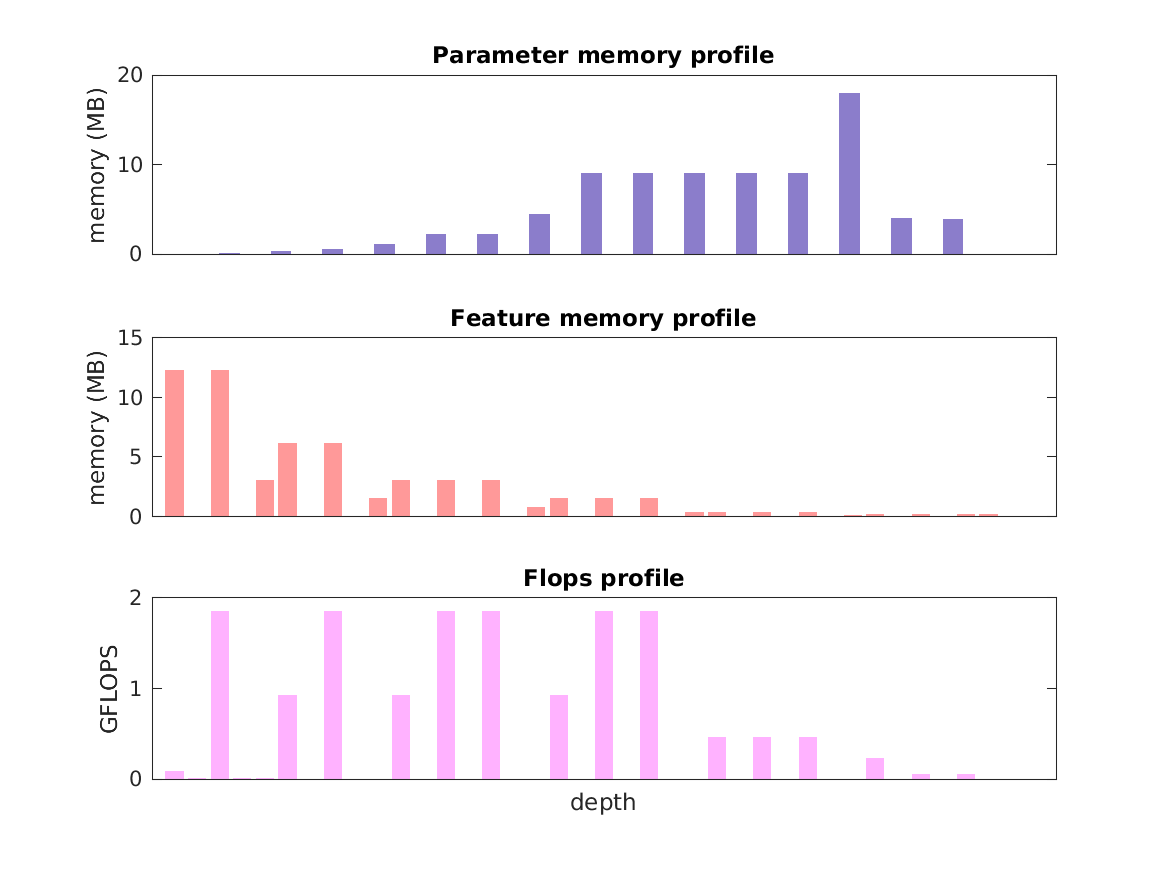 Parameter memory profile
20
10
0
memory (MB)
Feature memory profile
15
10
5
0
memory (MB)
Flops profile
2
1
0
GFLOPS
depth